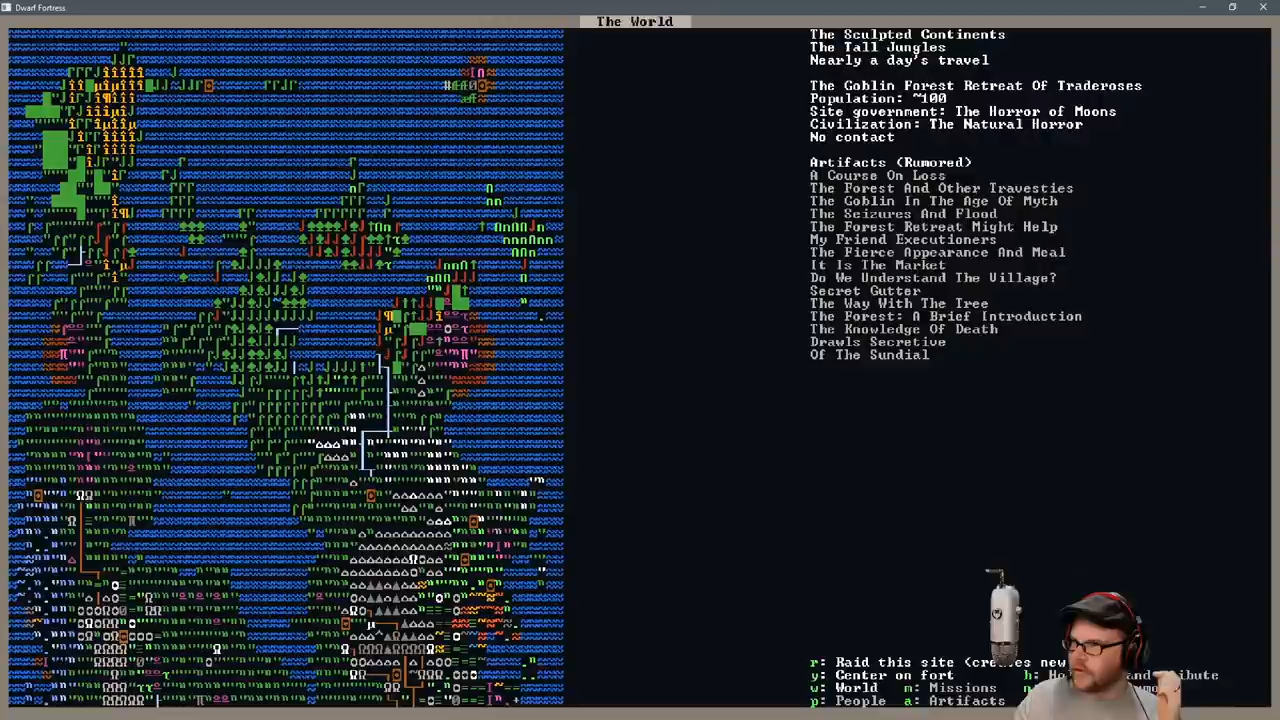 Dwarf Fortress
The World
The Sculpted Continents
The Tall Jungles
Nearly a day's travel
The Goblin Forest Retreat Of Traderoses
Population: ~100
Site government: The Horror of Moons
Civilization: The Natural Horror
No contact
Artifacts (Rumored)
A Course On Loss
The Forest And Other Travesties
The Goblin In The Age Of Myth
The Seizures And Flood
The Forest Retreat Might Help
My Friend Executioners
The Fierce Appearance And Meal
It Is The Market
Do We Understand The Village?
Secret Gutter
The Way With The Tree
The Forest: A Brief Introduction
The Knowledge Of Death
Drawls Secretive
Of The Sundial
r: Raid this site new
y: Center on fort h:
w: World m: Missions
p: People a: Artifacts